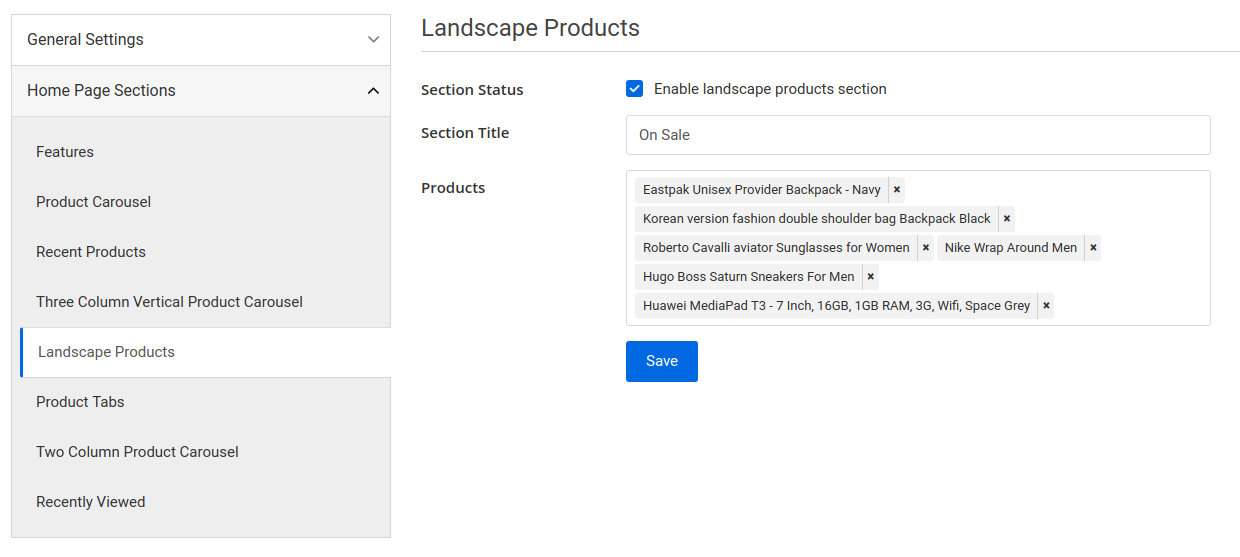 General Settings
Home Page Sections
Features
Product Carousel
Recent Products
Three Column Vertical Product Carousel
Landscape Products
Product Tabs
Two Column Product Carousel
Recently Viewed
Landscape Products
Section Status
Enable landscape products section
Section Title
On Sale
Products
Eastpak Unisex Provider Backpack - Navy ×
Korean version fashion double shoulder bag Backpack Black ×
Roberto Cavalli aviator Sunglasses for Women × Nike Wrap Around Men ×
Hugo Boss Saturn Sneakers For Men ×
Huawei MediaPad T3 - 7 Inch, 16GB, 1GB RAM, 3G, Wifi, Space Grey ×
Save